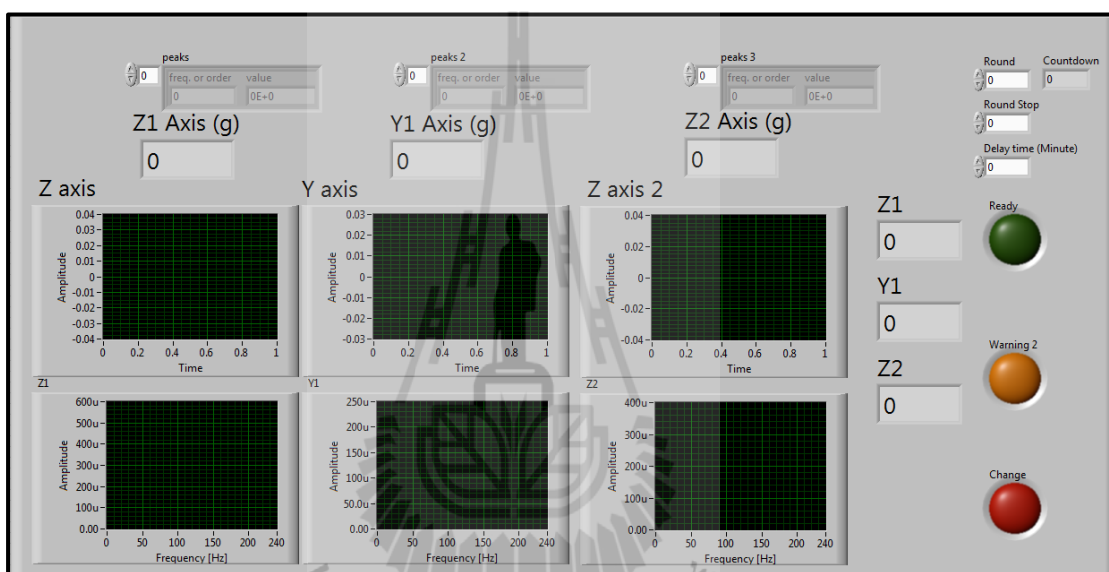 peaks
0
freq. or order value
0 0E+0
peaks 2
0
freq. or order value
0 0E+0
peaks 3
0
freq. or order value
0 0E+0
Round Countdown
0 0
Round Stop
0
Delay time (Minute)
0
Z1 Axis (g)
0
Y1 Axis (g)
0
Z2 Axis (g)
0
Z axis
Amplitude
0.04
0.03
0.02
0.01
0
-0.01
-0.02
-0.03
-0.04
0 0.2 0.4 0.6 0.8 1
Time
Y axis
Amplitude
0.03
0.02
0.01
0
-0.01
-0.02
-0.03
0 0.2 0.4 0.6 0.8 1
Time
Z axis 2
Amplitude
0.04
0.02
0
-0.02
-0.04
0 0.2 0.4 0.6 0.8 1
Time
Z1
0
Y1
0
Z2
0
Ready
Warning 2
Change
Z1
Amplitude
600u
500u
400u
300u
200u
100u
0.00
0 50 100 150 200 240
Frequency [Hz]
Y1
Amplitude
250u
200u
150u
100u
50.0u
0.00
0 50 100 150 200 240
Frequency [Hz]
Z2
Amplitude
400u
300u
200u
100u
0.00
0 50 100 150 200 240
Frequency [Hz]